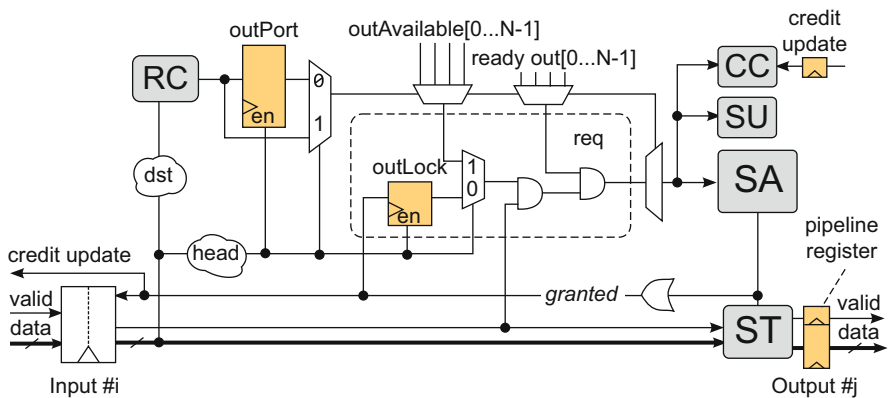 outPort
outAvailable[0...N-1]
ready out[0...N-1]
credit
update
RC
en
0
1
CC
SU
req
outLock
1
0
en
SA
dst
head
pipeline
register
credit update
valid
data
granted
ST
valid
data
Input #i
Output #j